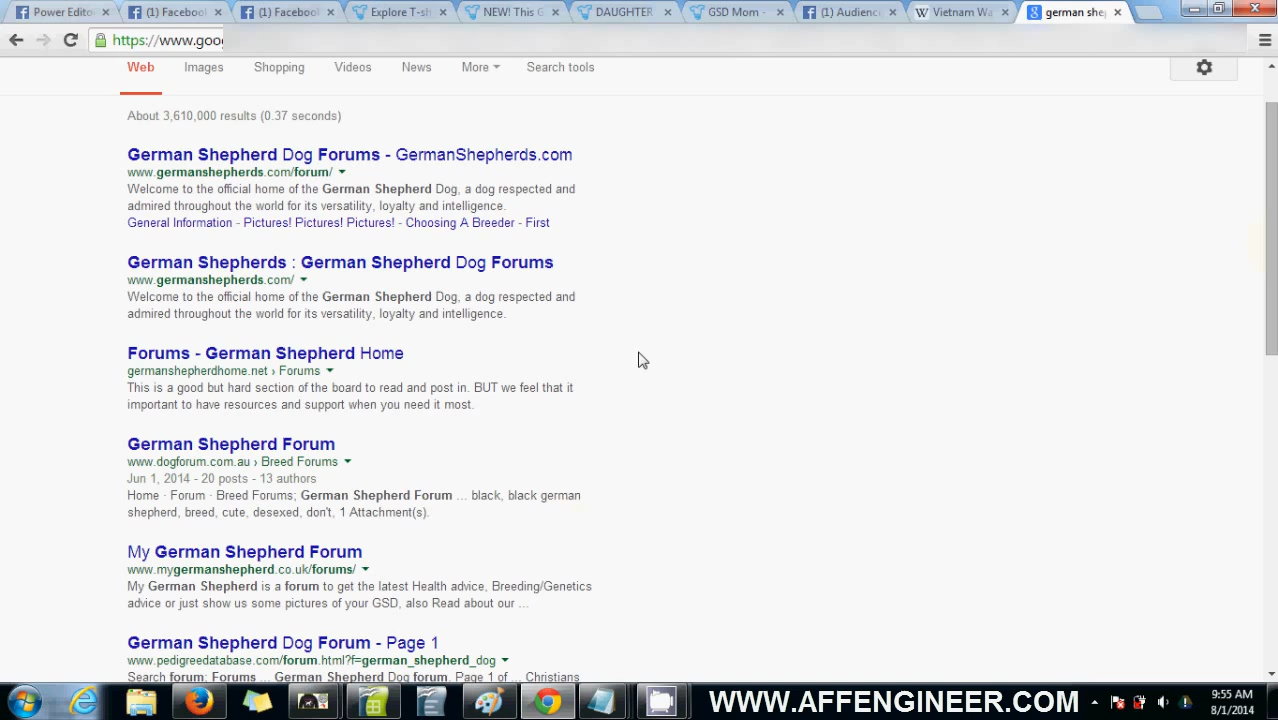 Power Editor
(1) Facebook
(1) Facebook
Explore T-sh
NEW! This G
DAUGHTER
GSD Mom -
(1) Audience
Vietnam Wa
german shep
https://www.goog
Web Images Shopping Videos News More Search tools
About 3,610,000 results (0.37 seconds)
German Shepherd Dog Forums - GermanShepherds.com
www.germanshepherds.com/forum/
Welcome to the official home of the German Shepherd Dog, a dog respected and
admired throughout the world for its versatility, loyalty and intelligence.
General Information - Pictures! Pictures! Pictures! - Choosing A Breeder - First
German Shepherds : German Shepherd Dog Forums
www.germanshepherds.com/
Welcome to the official home of the German Shepherd Dog, a dog respected and
admired throughout the world for its versatility, loyalty and intelligence.
Forums - German Shepherd Home
germanshepherdhome.net › Forums
This is a good but hard section of the board to read and post in. BUT we feel that it
important to have resources and support when you need it most.
German Shepherd Forum
www.dogforum.com.au › Breed Forums
Jun 1, 2014 - 20 posts - 13 authors
Home · Forum · Breed Forums; German Shepherd Forum ... black, black german
shepherd, breed, cute, desexed, don't, 1 Attachment(s).
My German Shepherd Forum
www.mygermanshepherd.co.uk/forums/
My German Shepherd is a forum to get the latest Health advice, Breeding/Genetics
advice or just show us some pictures of your GSD, also Read about our ...
German Shepherd Dog Forum - Page 1
www.pedigreedatabase.com/forum.html?f=german_shepherd_dog
Search forum; Forums ... German Shepherd Dog forum. Page 1 of ... Christians
WWW.AFFENGINEER.COM
9:55 AM
8/1/2014